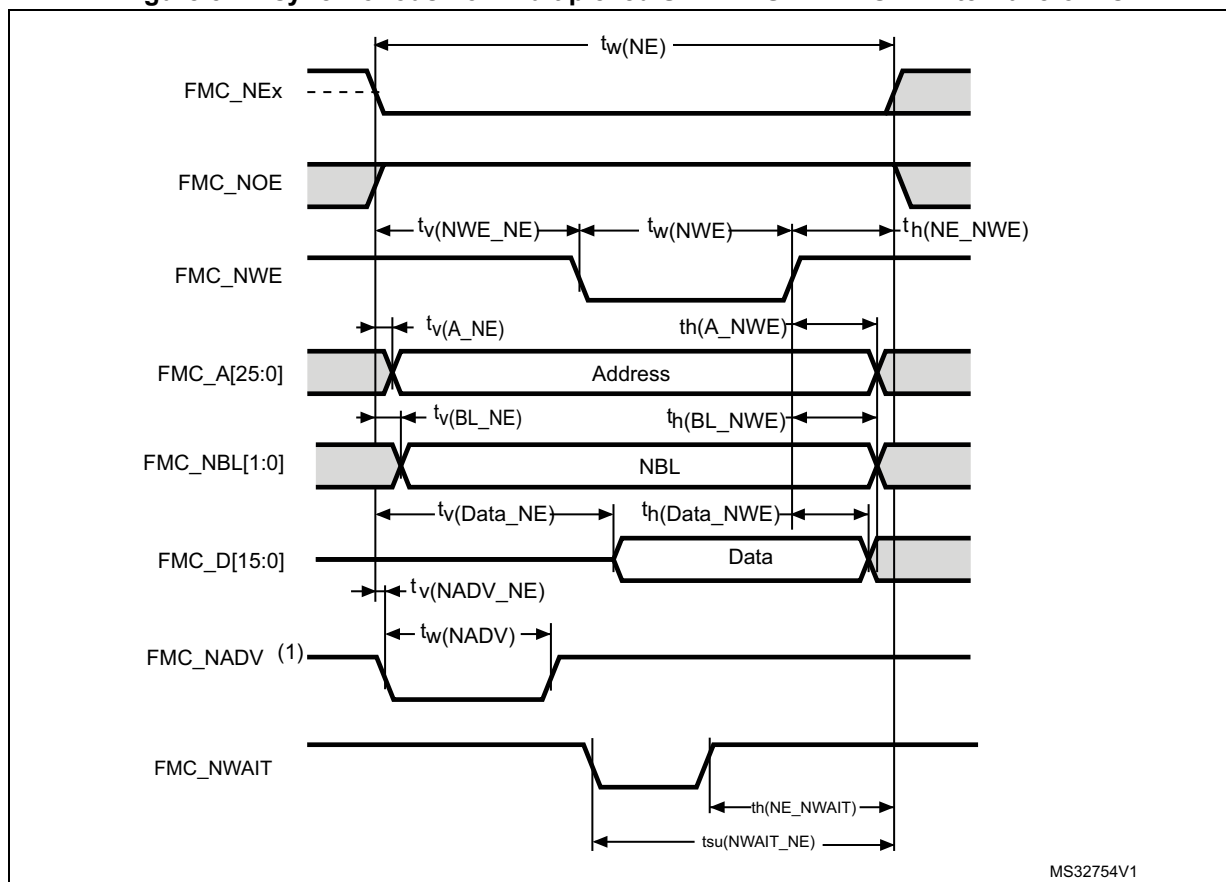 tw(NE)
FMC_NEx
FMC_NOE
tv(NWE_NE) tw(NWE) th(NE_NWE)
FMC_NWE
tv(A_NE) th(A_NWE)
FMC_A[25:0] Address
tv(BL_NE) th(BL_NWE)
FMC_NBL[1:0] NBL
tv(Data_NE) th(Data_NWE)
FMC_D[15:0] Data
tv(NADV_NE)
tw(NADV)
FMC_NADV (1)
FMC_NWAIT
th(NE_NWAIT)
tsu(NWAIT_NE)
MS32754V1